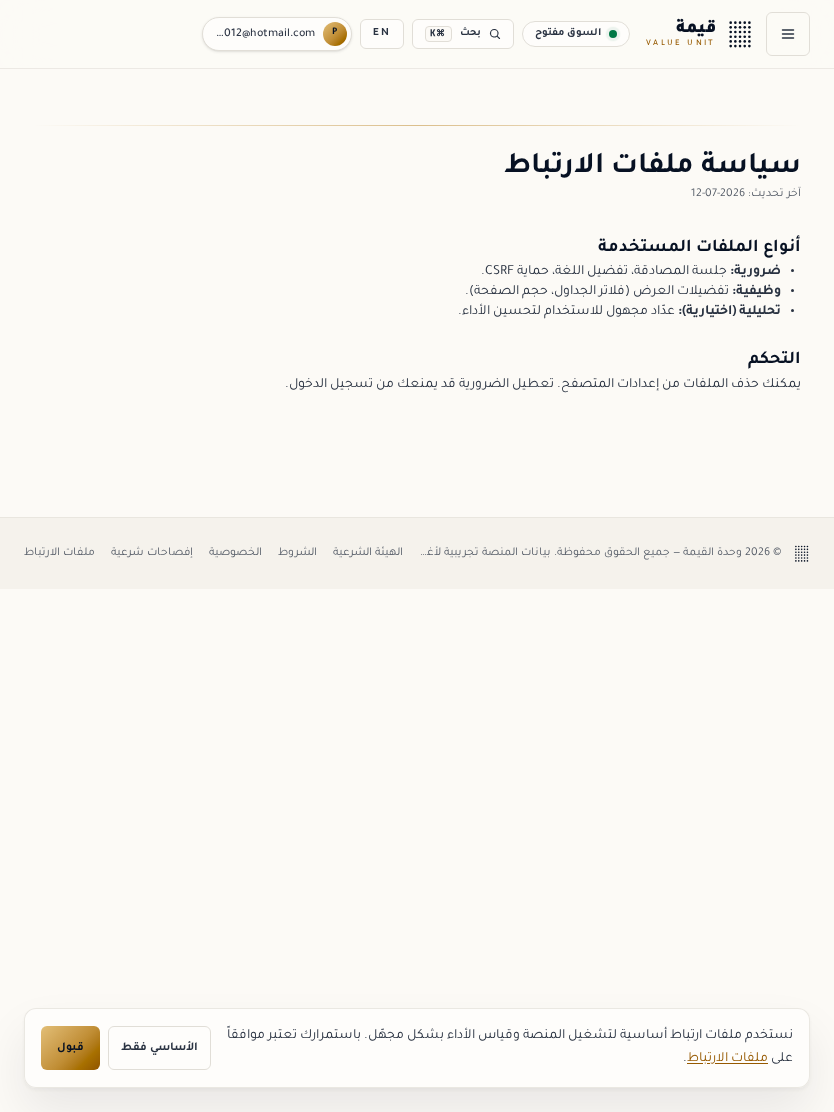 قيمة
VALUE UNIT
السوق مفتوح
بحث ⌘K
EN
P
012@hotmail.com...
سياسة ملفات الارتباط
آخر تحديث: 2026-07-12
أنواع الملفات المستخدمة
• ضرورية: جلسة المصادقة، تفضيل اللغة، حماية CSRF.
• وظيفية: تفضيلات العرض (فلاتر الجداول، حجم الصفحة).
• تحليلية (اختيارية): عدّاد مجهول للاستخدام لتحسين الأداء.
التحكم
يمكنك حذف الملفات من إعدادات المتصفح. تعطيل الضرورية قد يمنعك من تسجيل الدخول.
© 2026 وحدة القيمة — جميع الحقوق محفوظة. بيانات المنصة تجريبية لأغ...
الهيئة الشرعية
الشروط
الخصوصية
إفصاحات شرعية
ملفات الارتباط
نستخدم ملفات ارتباط أساسية لتشغيل المنصة وقياس الأداء بشكل مجهّل. باستمرارك تعتبر موافقاً
على ملفات الارتباط.
الأساسي فقط
قبول